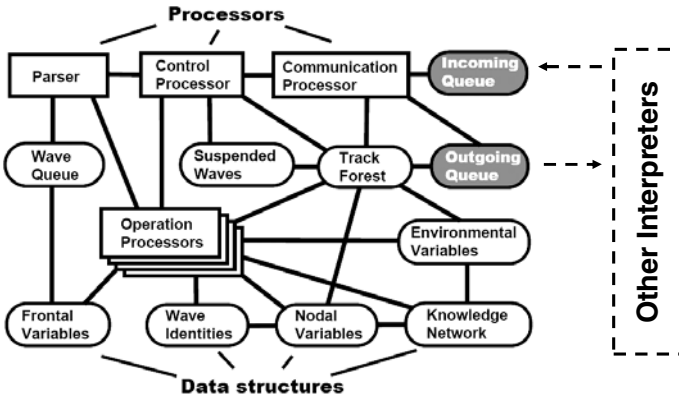 Processors
Parser
Control
Processor
Communication
Processor
Incoming
Queue
Wave
Queue
Suspended
Waves
Track
Forest
Outgoing
Queue
Operation
Processors
Environmental
Variables
Frontal
Variables
Wave
Identities
Nodal
Variables
Knowledge
Network
Data structures
Other Interpreters